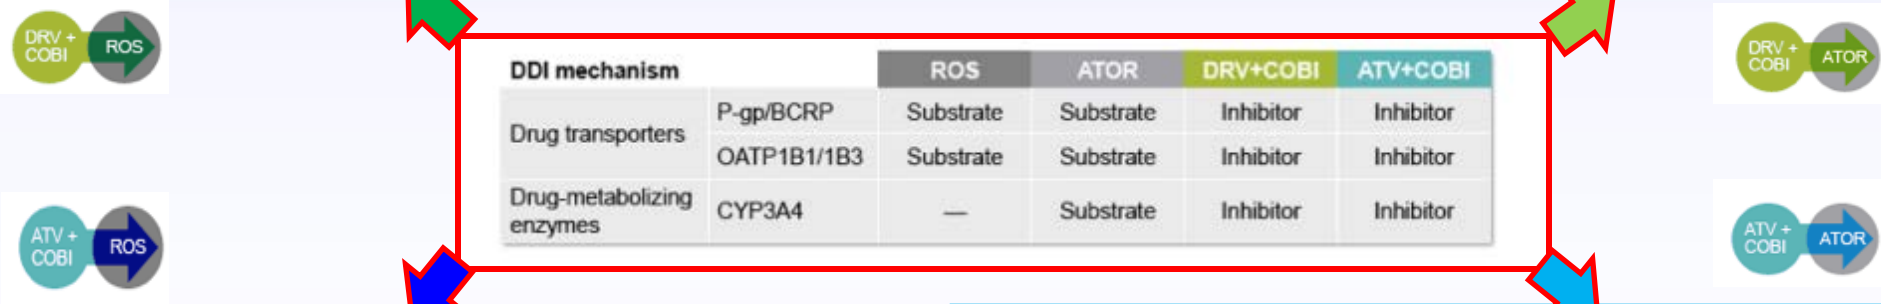 DRV +
COBI
ROS
DRV +
COBI
ATOR
DDI mechanism ROS ATOR DRV+COBI ATV+COBI
Drug transporters P-gp/BCRP Substrate Substrate Inhibitor Inhibitor
OATP1B1/1B3 Substrate Substrate Inhibitor Inhibitor
Drug-metabolizing
enzymes CYP3A4 — Substrate Inhibitor Inhibitor
ATV +
COBI
ROS
ATV +
COBI
ATOR